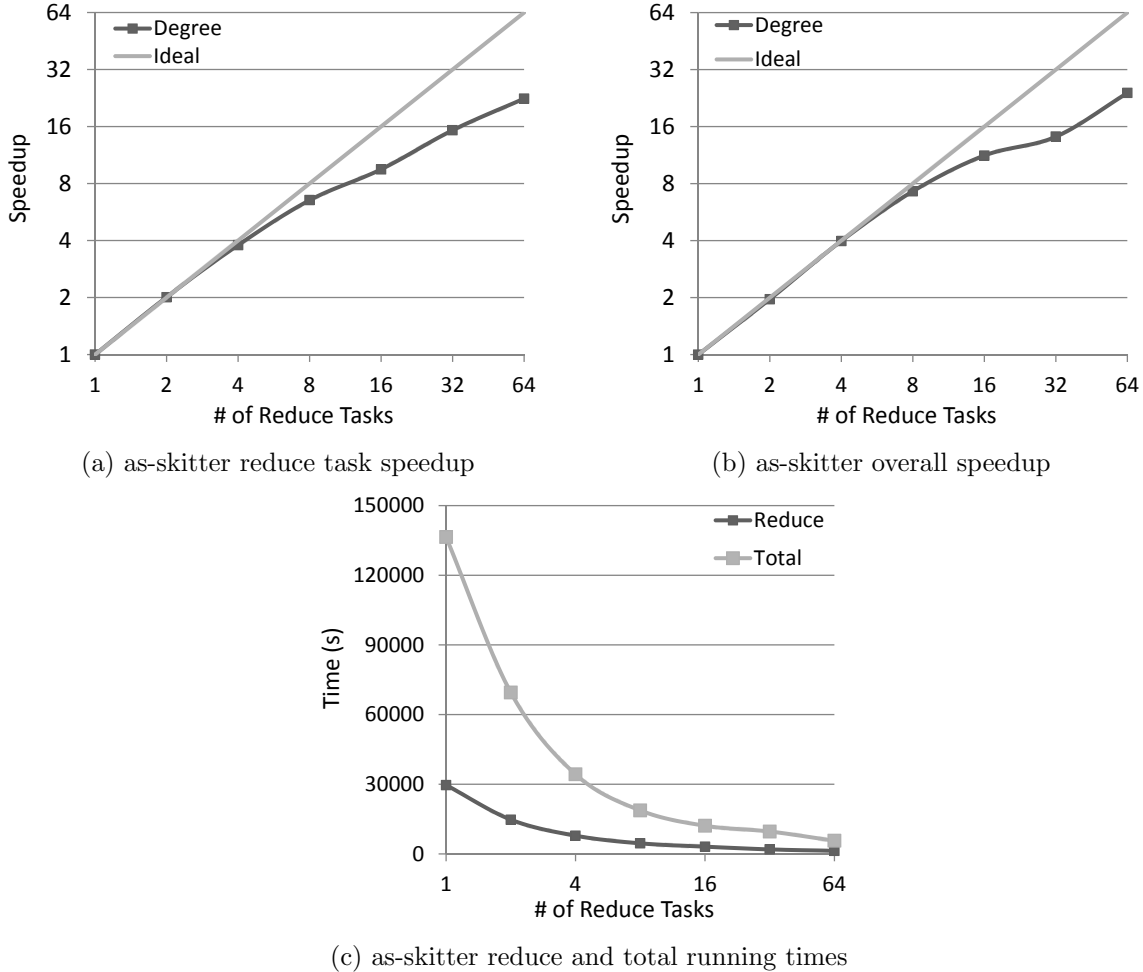 64
32
16
8
4
2
1
Speedup
Degree
Ideal
1 2 4 8 16 32 64
# of Reduce Tasks
(a) as-skitter reduce task speedup
64
32
16
8
4
2
1
Speedup
Degree
Ideal
1 2 4 8 16 32 64
# of Reduce Tasks
(b) as-skitter overall speedup
150000
120000
90000
60000
30000
0
Time (s)
Reduce
Total
1 4 16 64
# of Reduce Tasks
(c) as-skitter reduce and total running times